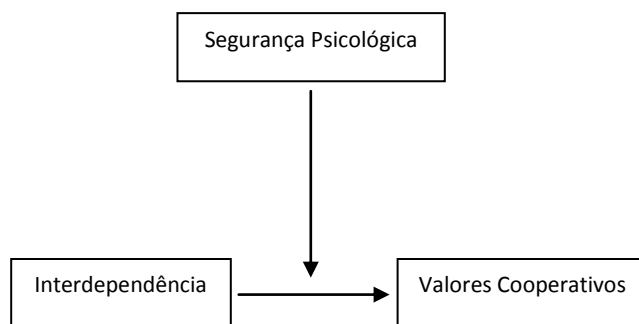 Segurança Psicológica
Interdependência
Valores Cooperativos